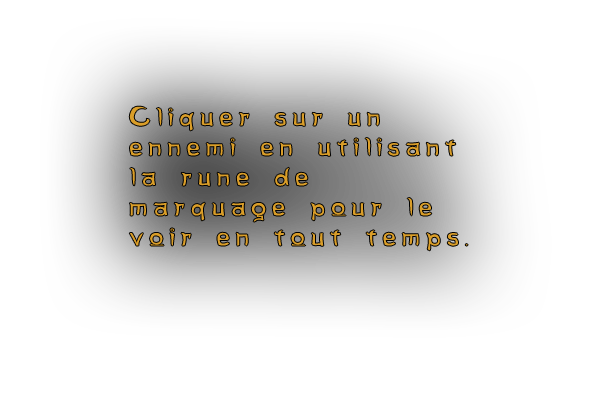 Cliquer sur un
ennemi en utilisant
la rune de
marquage pour le
voir en tout temps.